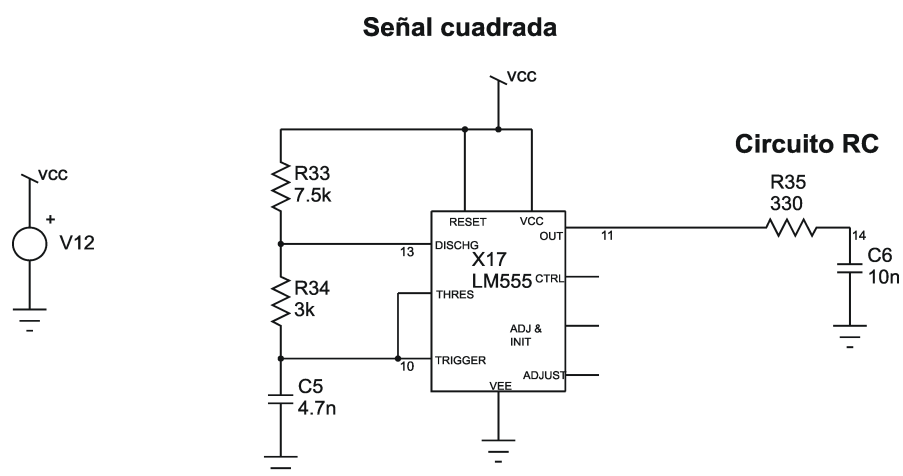 Señal cuadrada
VCC
Circuito RC
VCC
+
V12
R33
7.5k
R35
330
RESET
VCC
OUT
11
14
13
DISCHG
X17
LM555
CTRL
C6
10n
R34
3k
THRES
ADJ &
INIT
10
TRIGGER
ADJUST
VEE
C5
4.7n